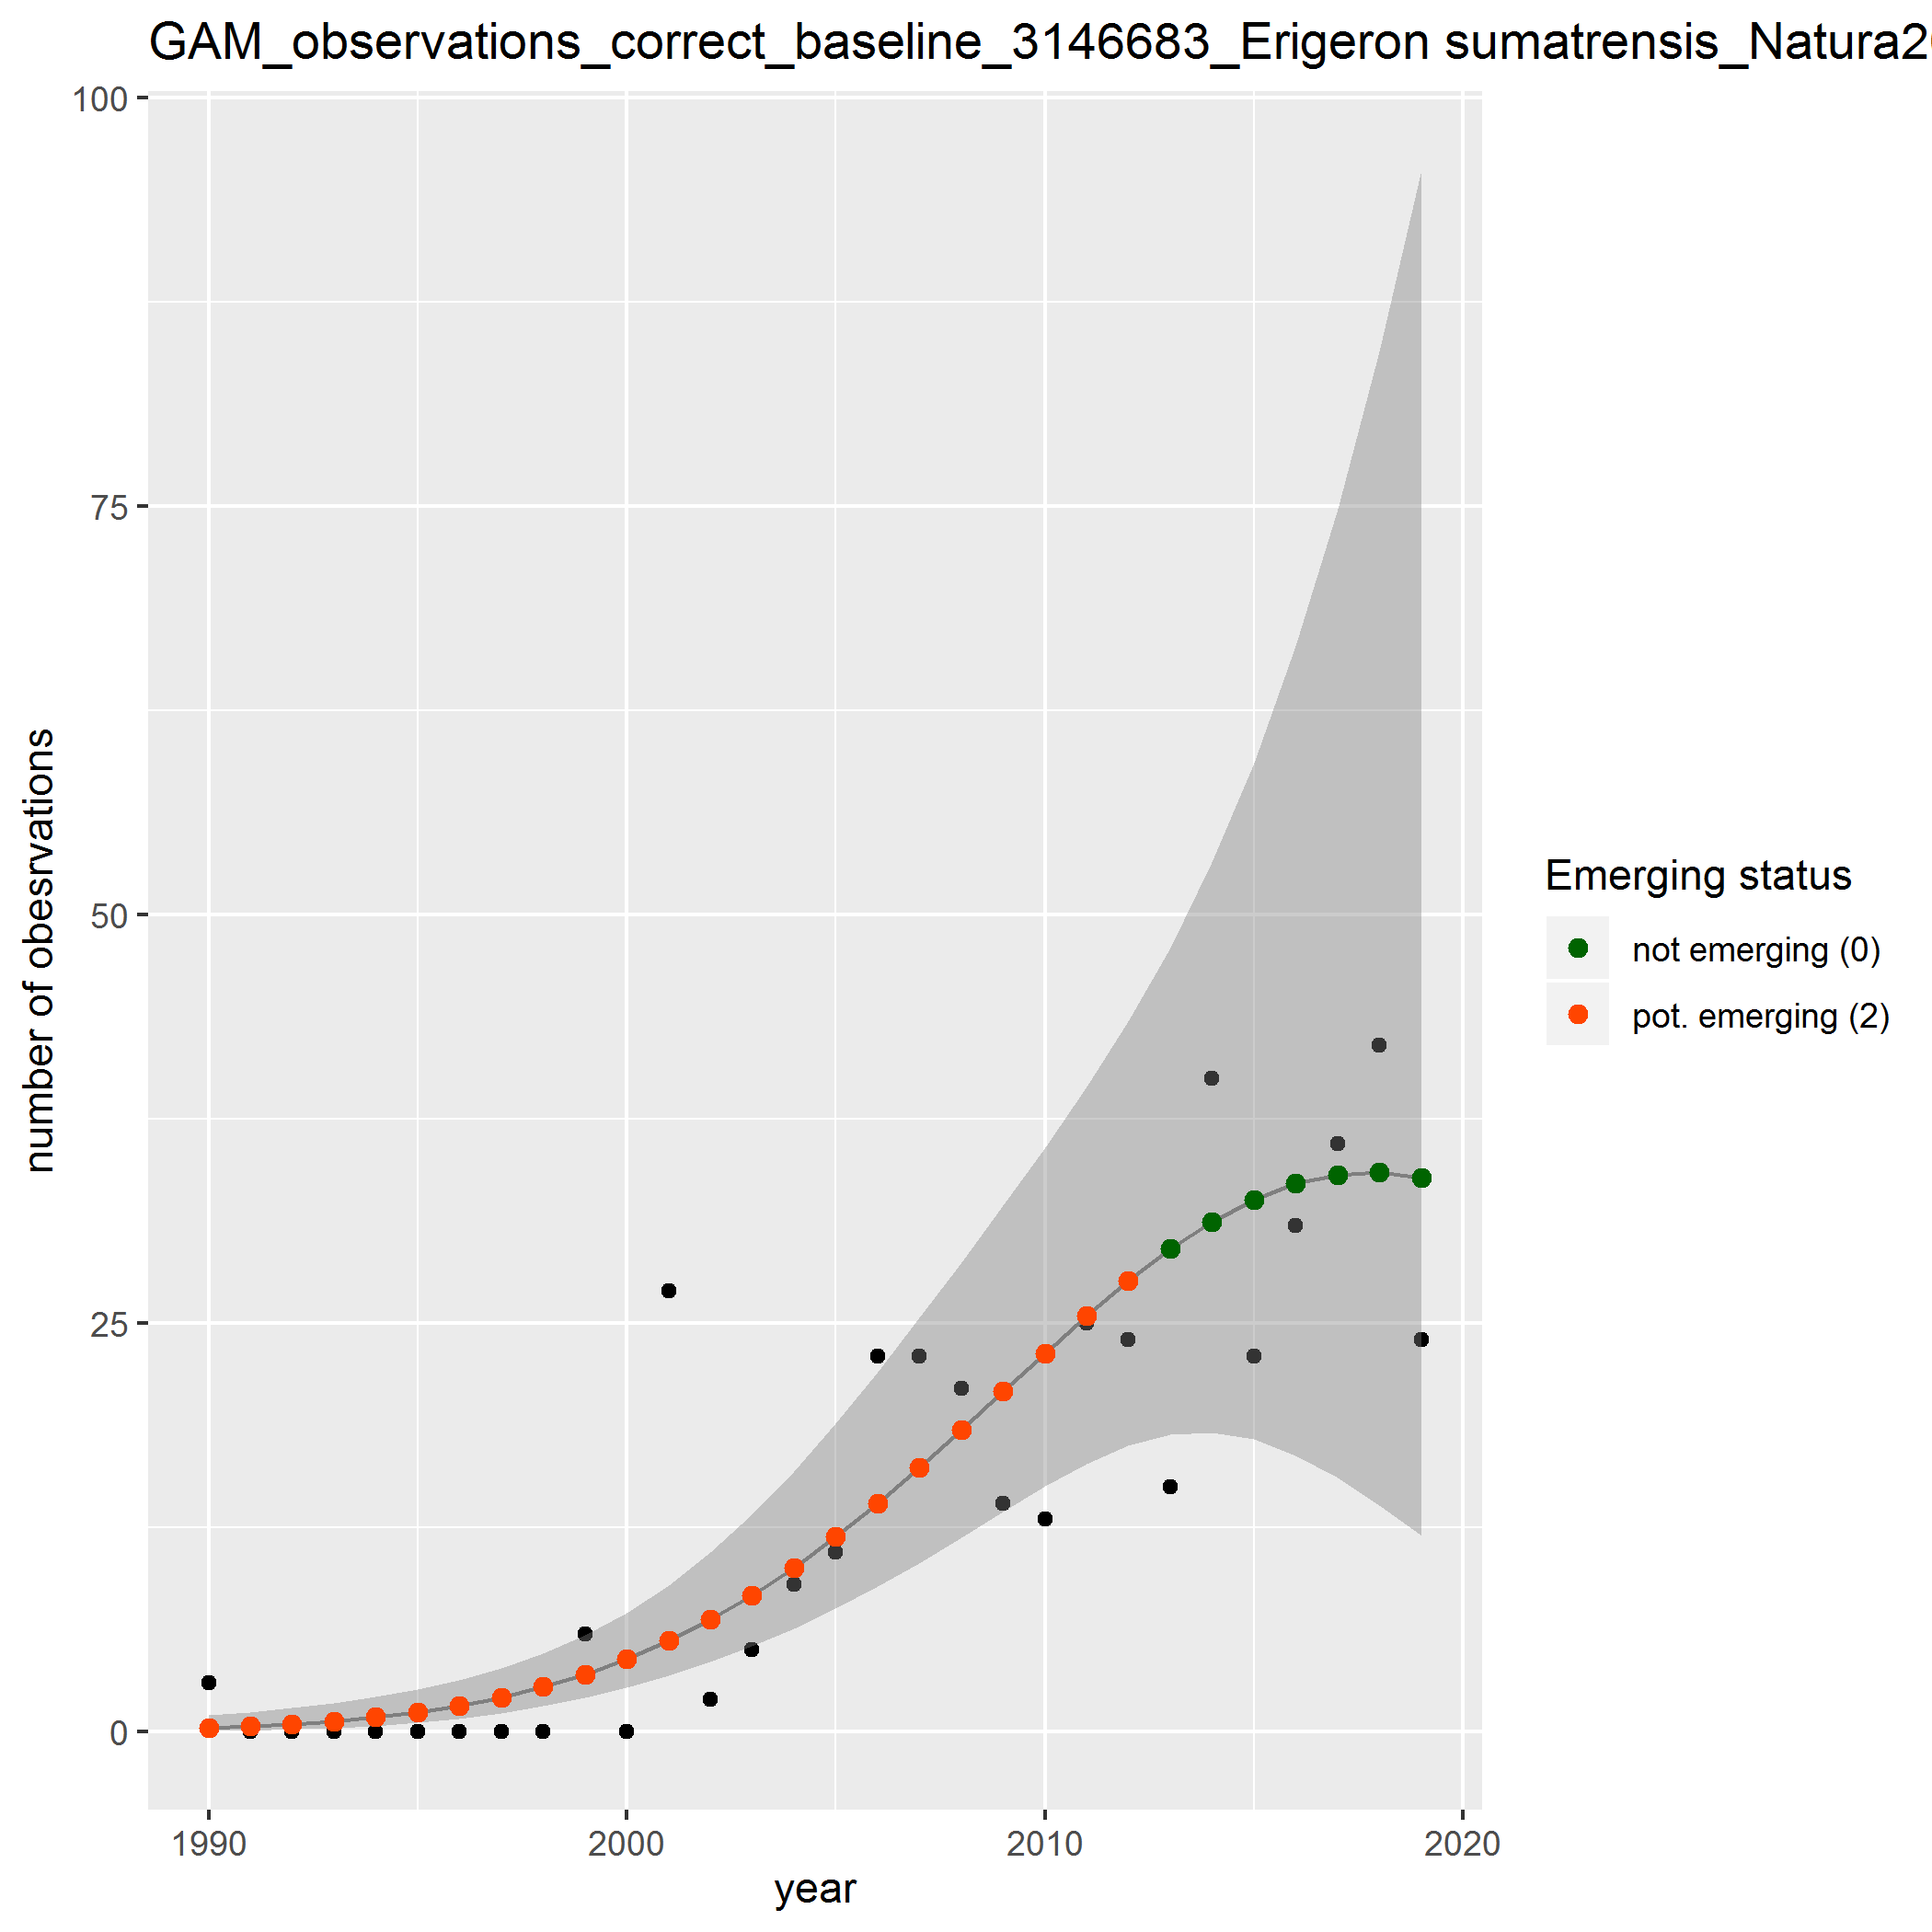 GAM_observations_correct_baseline_3146683_Erigeron sumatrensis_Natura2
100
75
50
25
0
number of obesrvations
1990
2000
2010
2020
year
Emerging status
not emerging (0)
pot. emerging (2)